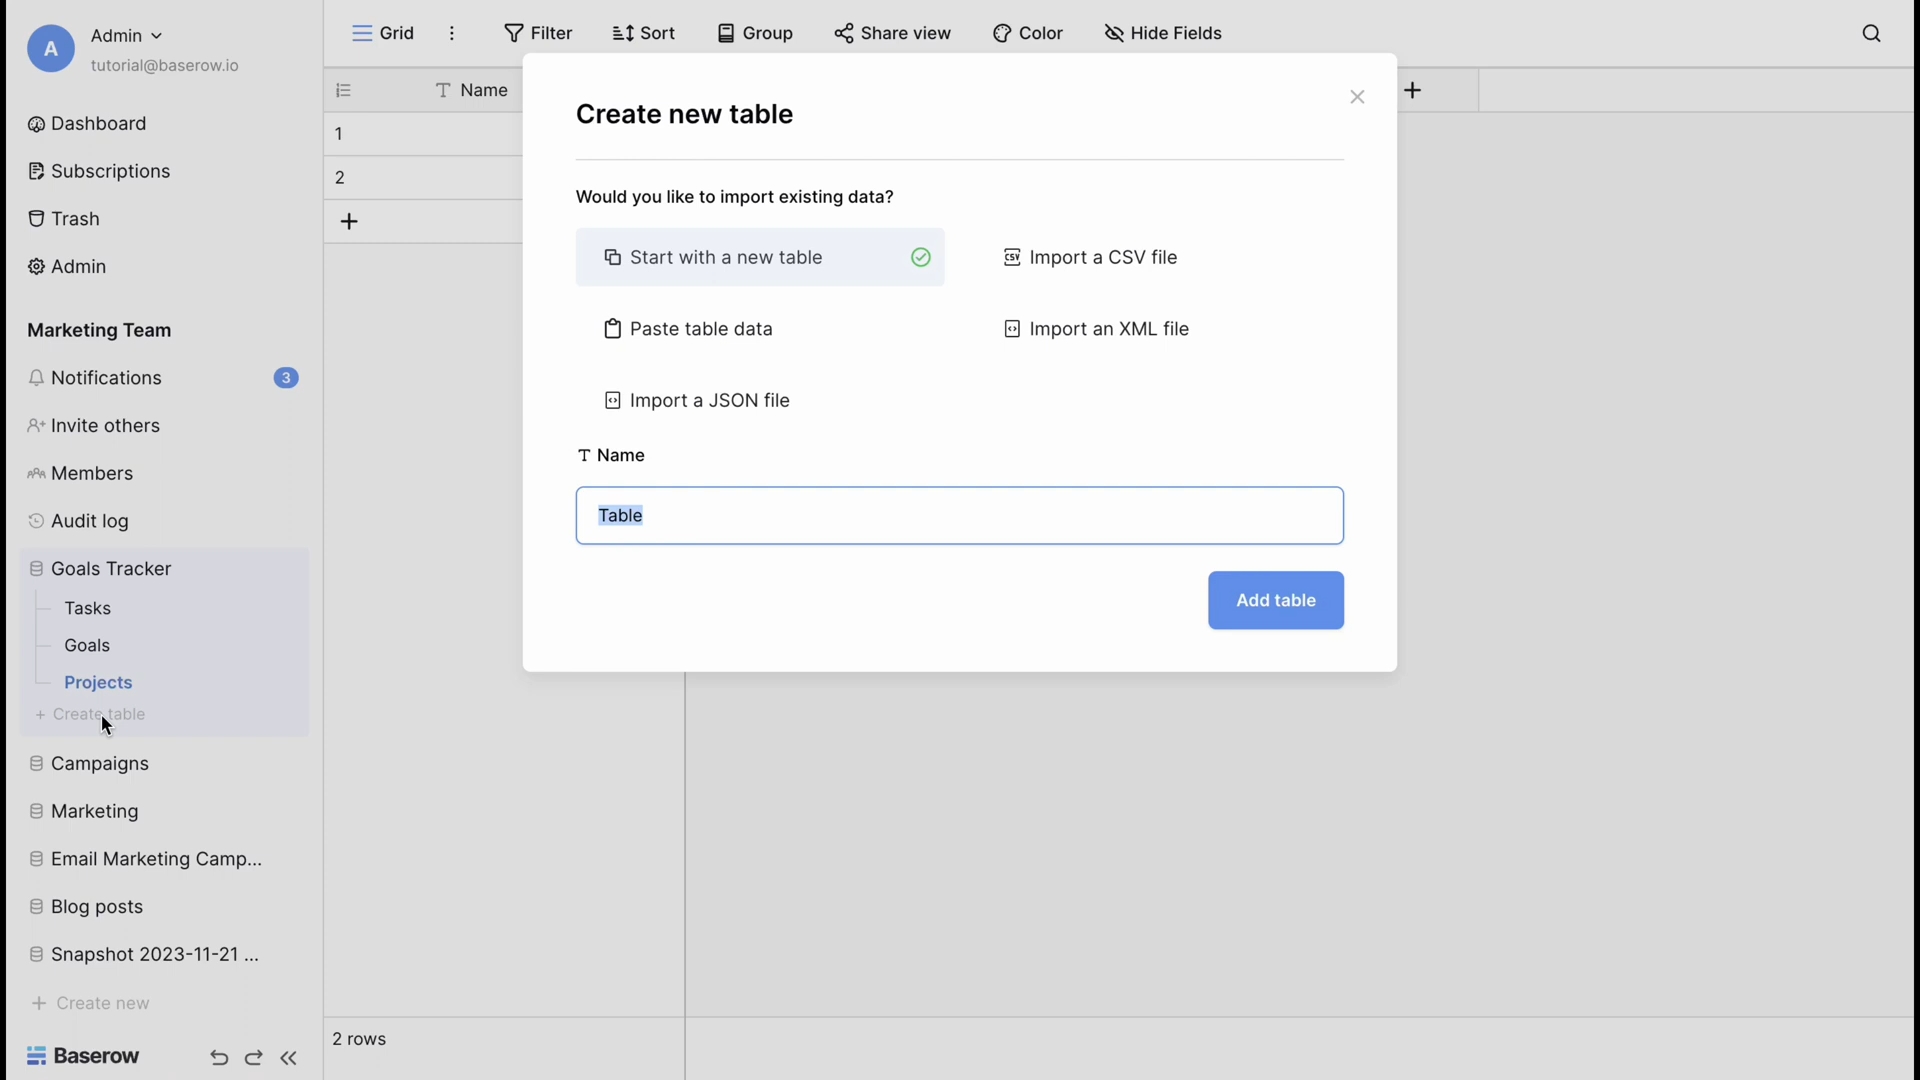 A
Admin
tutorial@baserow.io
Dashboard
Subscriptions
Trash
Admin
Marketing Team
Notifications 3
Invite others
Members
Audit log
Goals Tracker
Tasks
Goals
Projects
+ Create table
Campaigns
Marketing
Email Marketing Camp...
Blog posts
Snapshot 2023-11-21 ...
+ Create new
Baserow
Grid Filter Sort Group Share view Color Hide Fields
Name +
1
2
+
2 rows
Create new table
Would you like to import existing data?
Start with a new table
CSV Import a CSV file
Paste table data
Import an XML file
Import a JSON file
Name
Table
Add table